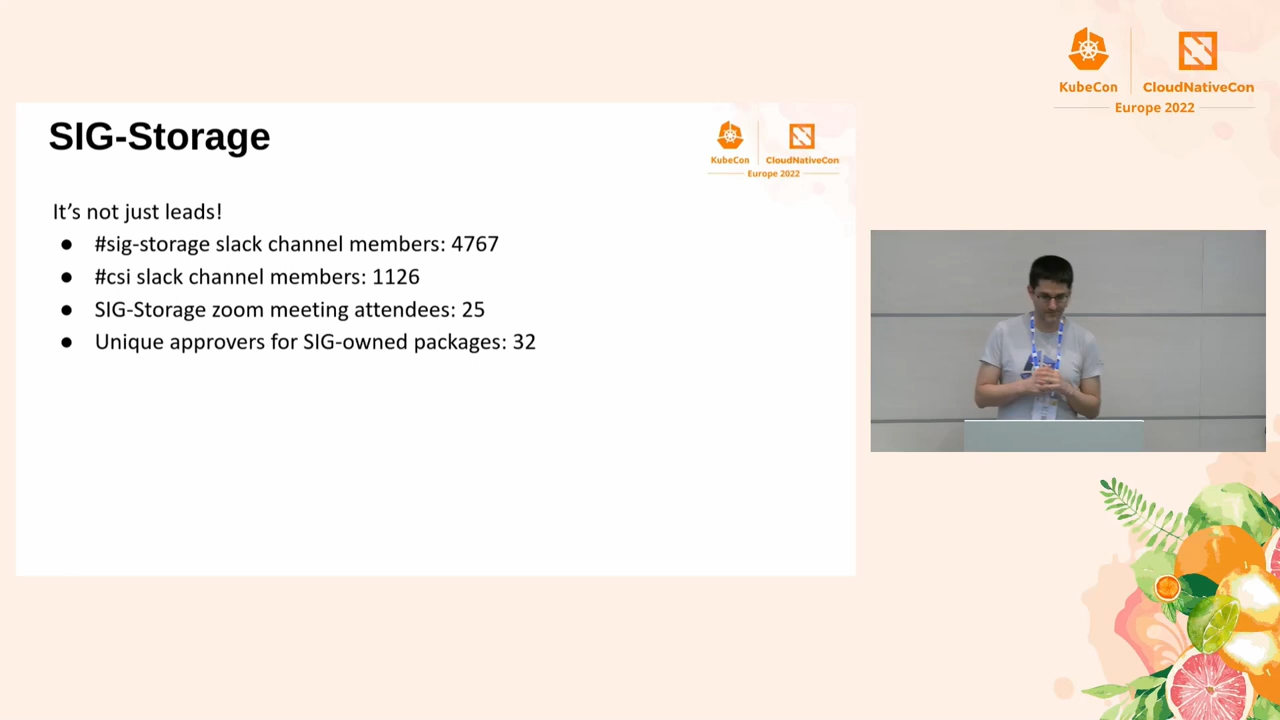 KubeCon
CloudNativeCon
Europe 2022
SIG-Storage
KubeCon
CloudNativeCon
Europe 2022
It's not just leads!
● #sig-storage slack channel members: 4767
● #csi slack channel members: 1126
● SIG-Storage zoom meeting attendees: 25
● Unique approvers for SIG-owned packages: 32